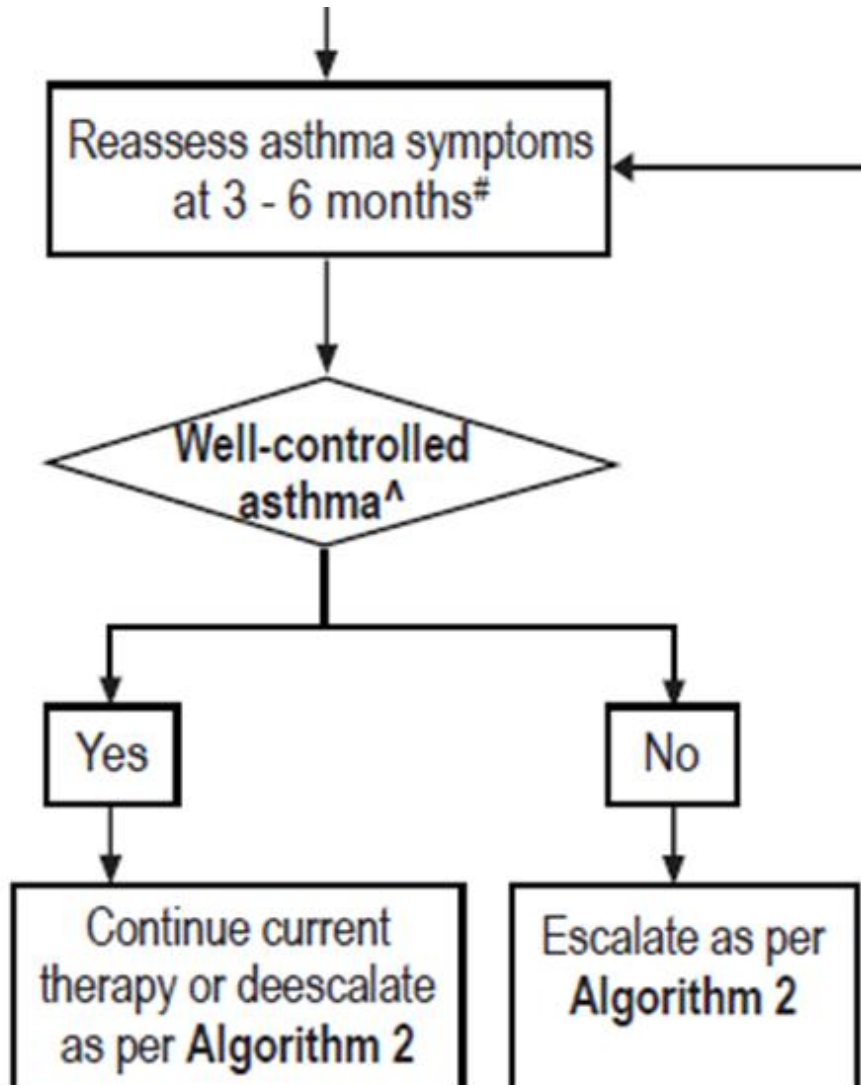 Reassess asthma symptoms
at 3 - 6 months#
Well-controlled
asthma^
Yes
No
Continue current
therapy or deescalate
as per Algorithm 2
Escalate as per
Algorithm 2